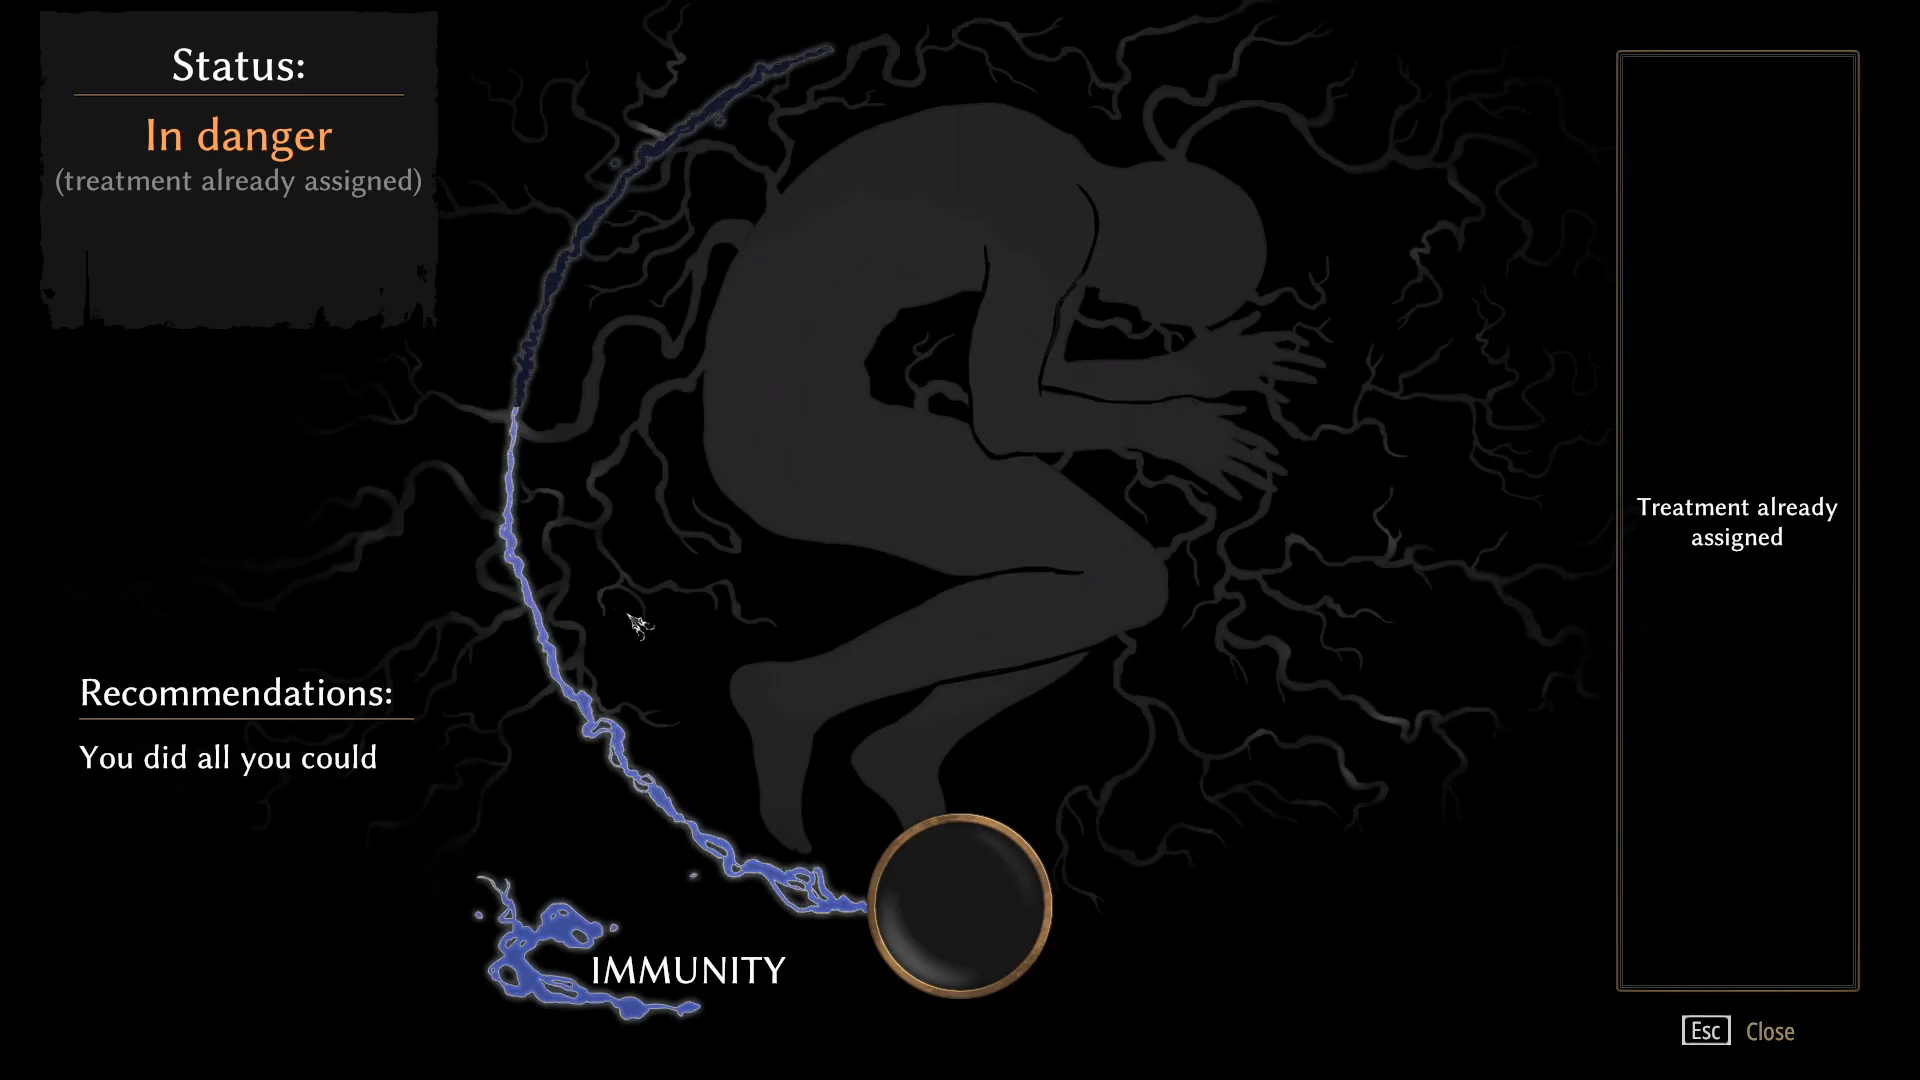 Status:
In danger
(treatment already assigned)
Recommendations:
You did all you could
IMMUNITY
Treatment already
assigned
Esc Close